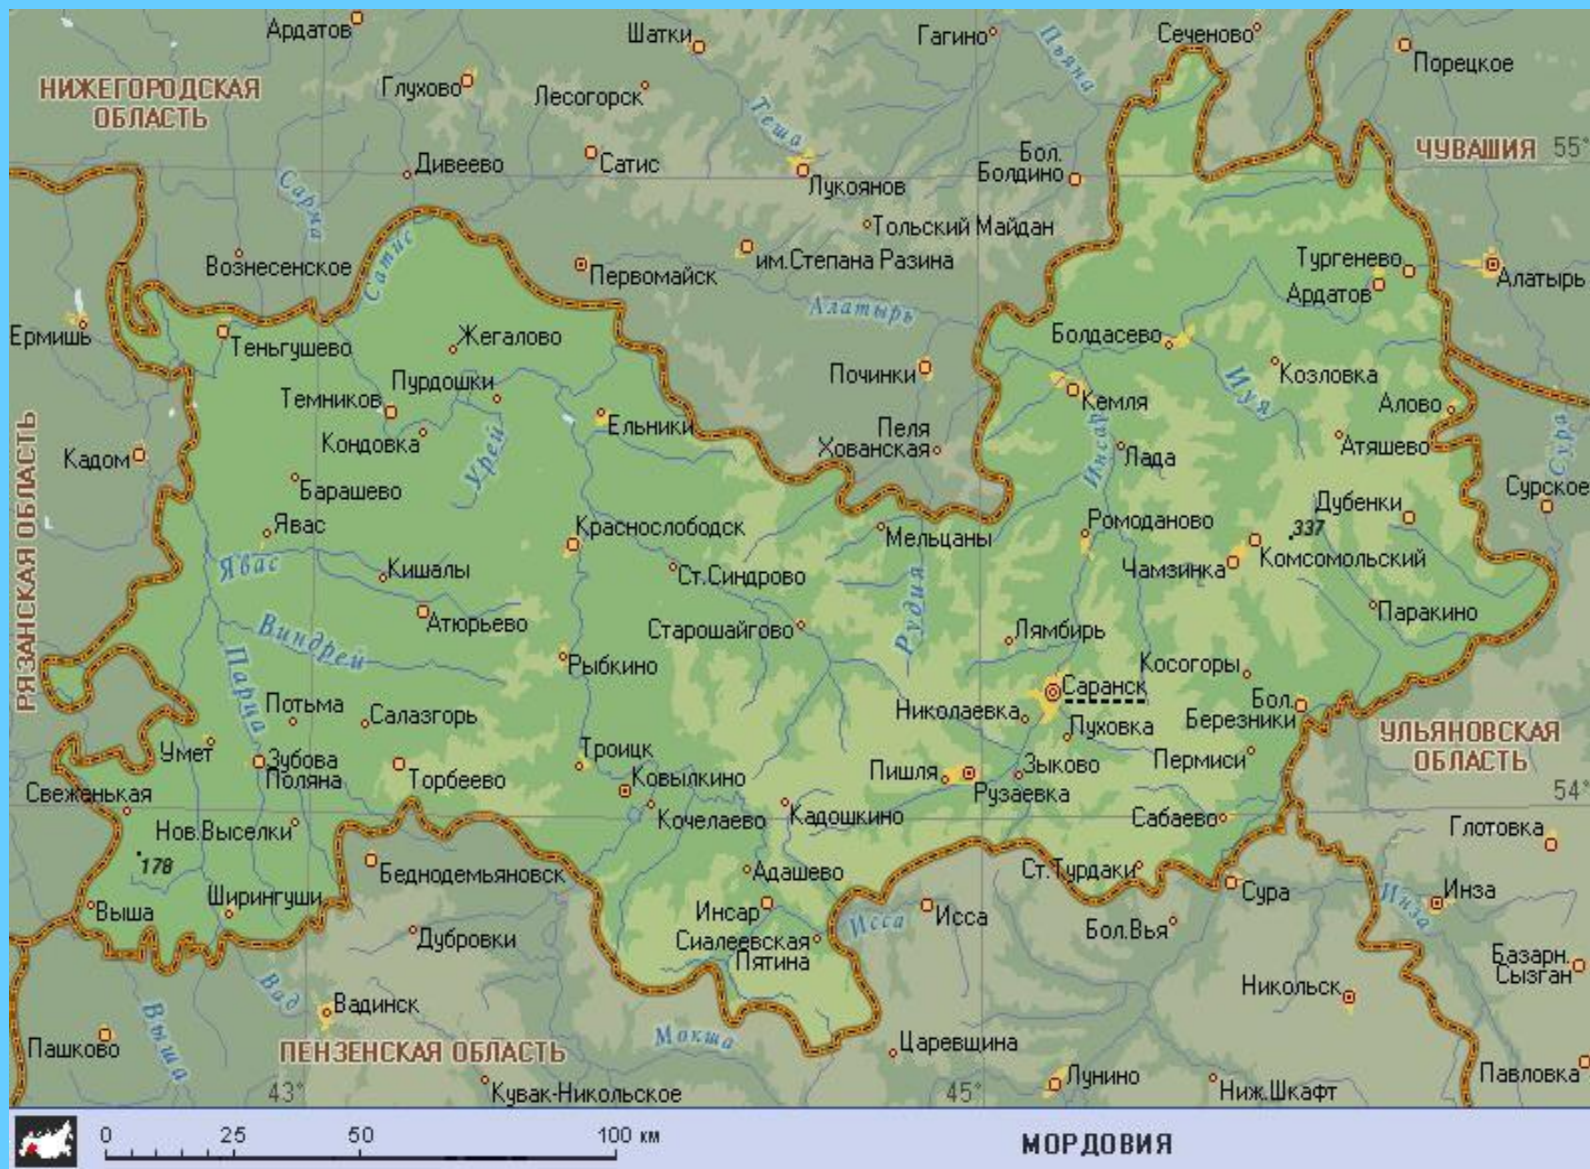 Ардатов
Шатки
Гагино
Пьяна
Сеченово
Порецкое
НИЖЕГОРОДСКАЯ
ОБЛАСТЬ
Глухово
Лесогорск
Теша
ЧУВАШИЯ 55°
Дивеево
Сатис
Лукоянов
Бол.
Болдино
Сарма
Тольский Майдан
Вознесенское
Сатис
Первомайск
им.Степана Разина
Тургенево
Ардатов
Алатырь
Алатырь
Ермишь
Теньгушево
Жегалово
Болдасево
Пурдошки
Починки
Козловка
Темников
Кемля
Иуя
Алово
Кондовка
Ельники
Пеля
Хованская
Инсар
Лада
Атяшево
Сура
Кадом
Урей
Барашево
Сурское
РЯЗАНСКАЯ ОБЛАСТЬ
Явас
Краснослободск
Мельцаны
Ромоданово
337
Дубенки
Явас
Кишалы
Ст.Синдрово
Чамзинка
Комсомольский
Атюрьево
Рудня
Паракино
Виндрей
Старошайгово
Лямбирь
Парца
Рыбкино
Косогоры
Саранск
Потьма
Салазгорь
Николаевка
Луховка
Бол.
Березники
УЛЬЯНОВСКАЯ
ОБЛАСТЬ
Умет
Зубова
Поляна
Торбеево
Троицк
Ковылкино
Пишля
Рузаевка
Зыково
Пермиси
Свеженькая
Кочелаево
Кадошкино
Сабаево
54°
Нов.Выселки
Глотовка
178
Беднодемьяновск
Адашево
Ст.Турдаки
Сура
Инза
Инза
Выша
Ширингуши
Инсар
Исса
Исса
Дубровки
Сиалеевская
Пятина
Бол.Вья
Базарн.
Сызган
Вад
Вадинск
Никольск
Выша
Пашково
ПЕНЗЕНСКАЯ ОБЛАСТЬ
Мокша
Царевщина
43°
Кувак-Никольское
45°
Лунино
Ниж.Шкафт
Павловка
0 25 50 100 км
МОРДОВИЯ